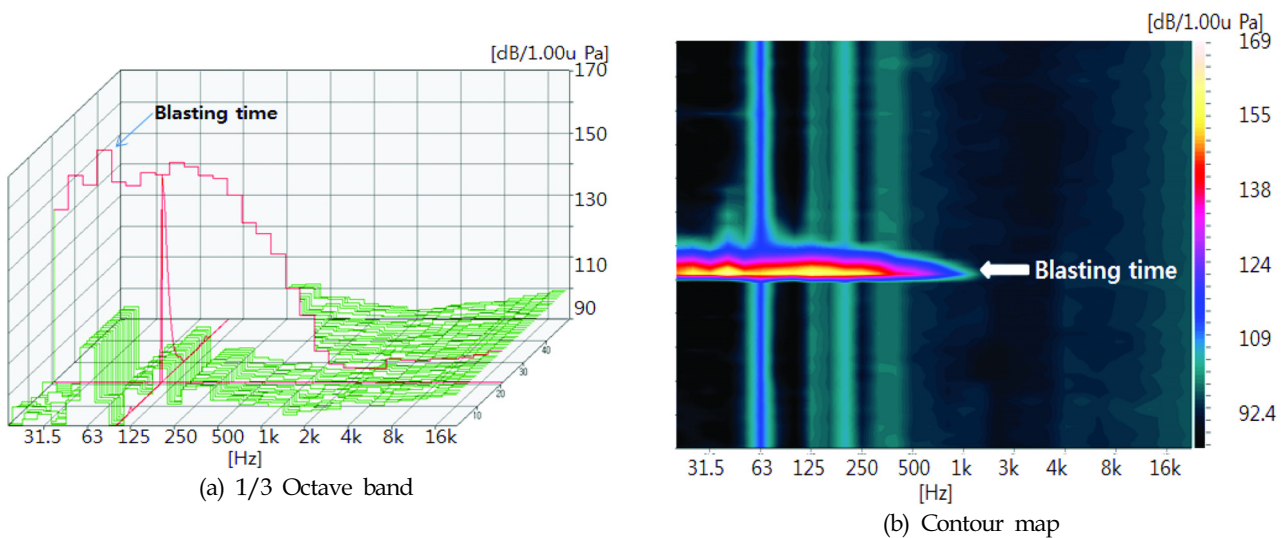 [dB/1.00u Pa]
170
Blasting time
150
130
110
90
40
30
20
10
31.5 63 125 250 500 1k 2k 4k 8k 16k
[Hz]
(a) 1/3 Octave band
[dB/1.00u Pa]
169
155
138
Blasting time
124
109
92.4
31.5 63 125 250 500 1k 3k 4k 8k 16k
[Hz]
(b) Contour map